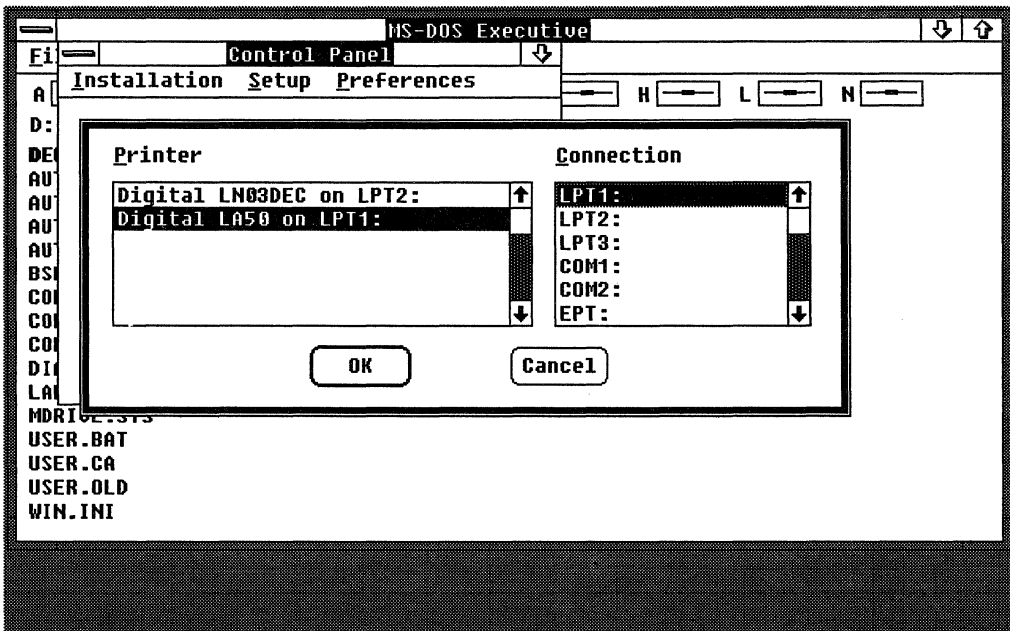 MS-DOS Executive
Control Panel
Installation Setup Preferences
A H L N
D:
Printer
Connection
Digital LN03DEC on LPT2:
Digital LA50 on LPT1:
LPT1:
LPT2:
LPT3:
COM1:
COM2:
EPT:
OK
Cancel
USER.BAT
USER.CA
USER.OLD
WIN.INI